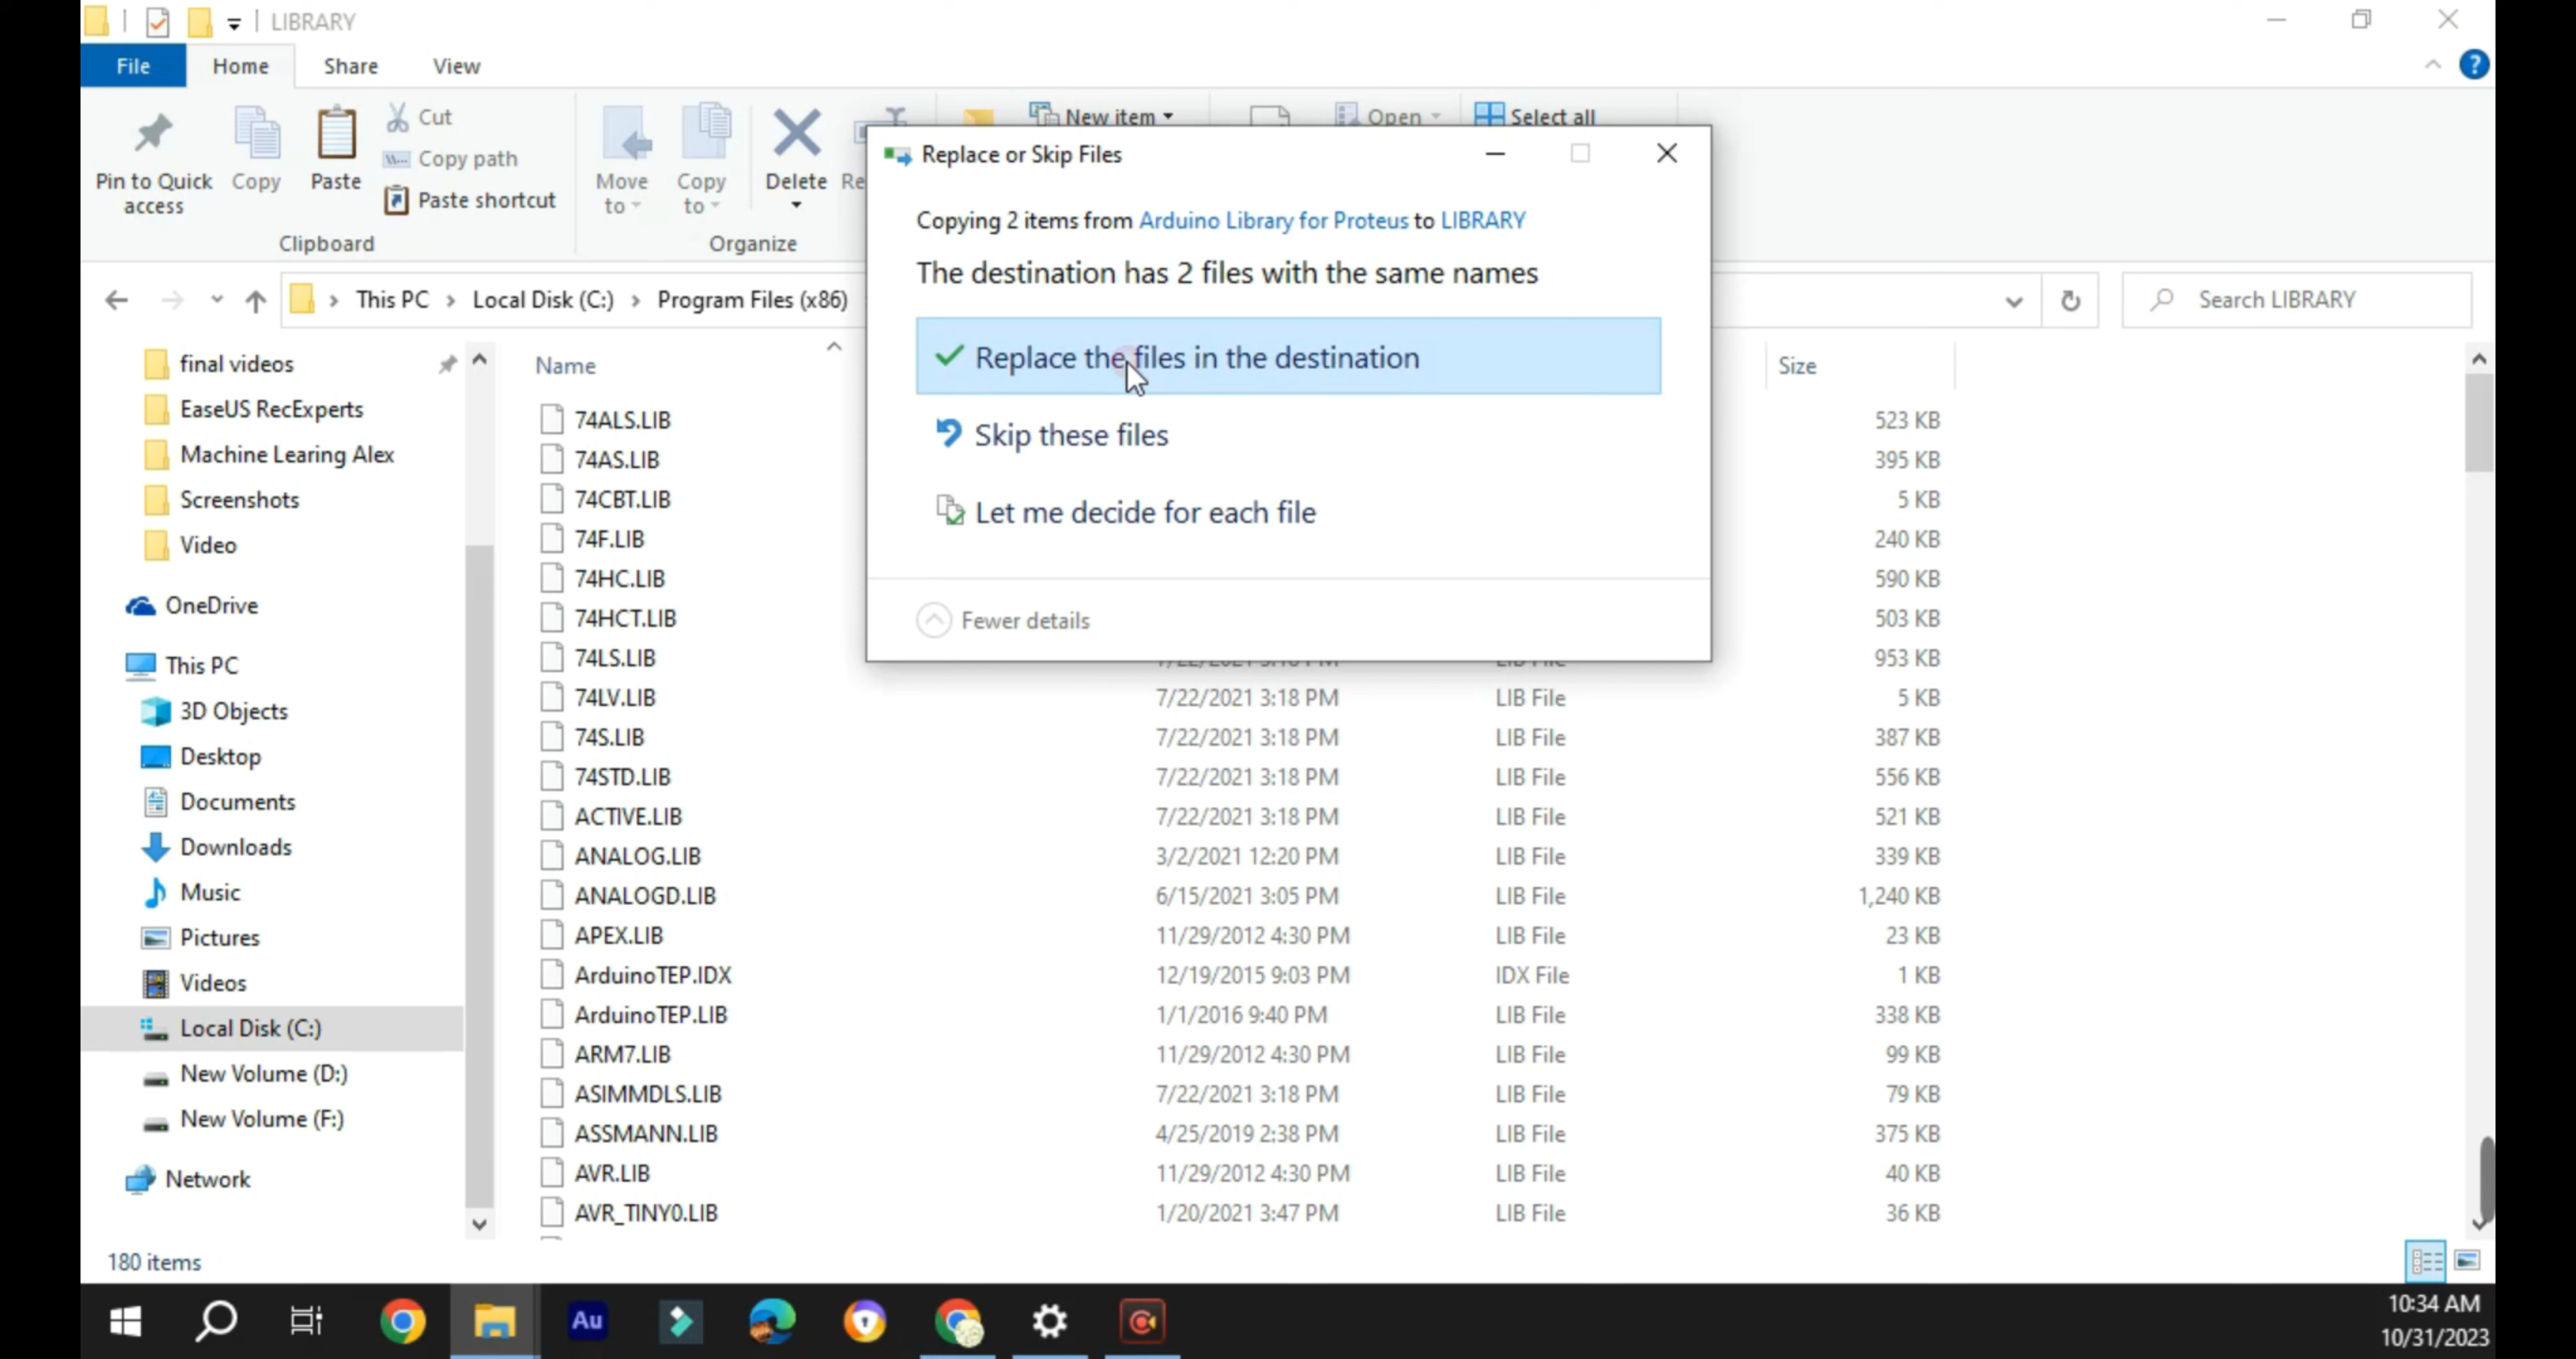 LIBRARY
File Home Share View
Pin to Quick access
Copy
Paste
Cut
Copy path
Paste shortcut
Clipboard
Move to
Copy to
Delete
Re
Organize
New item
Open
Select all
This PC > Local Disk (C:) > Program Files (x86)
Search LIBRARY
Replace or Skip Files
Copying 2 items from Arduino Library for Proteus to LIBRARY
The destination has 2 files with the same names
Replace the files in the destination
Skip these files
Let me decide for each file
Fewer details
final videos
EaseUS RecExperts
Machine Learing Alex
Screenshots
Video
OneDrive
This PC
3D Objects
Desktop
Documents
Downloads
Music
Pictures
Videos
Local Disk (C:)
New Volume (D:)
New Volume (F:)
Network
Name Size
74ALS.LIB 523 KB
74AS.LIB 395 KB
74CBT.LIB 5 KB
74F.LIB 240 KB
74HC.LIB 590 KB
74HCT.LIB 503 KB
74LS.LIB 953 KB
74LV.LIB 7/22/2021 3:18 PM LIB File 5 KB
74S.LIB 7/22/2021 3:18 PM LIB File 387 KB
74STD.LIB 7/22/2021 3:18 PM LIB File 556 KB
ACTIVE.LIB 7/22/2021 3:18 PM LIB File 521 KB
ANALOG.LIB 3/2/2021 12:20 PM LIB File 339 KB
ANALOGD.LIB 6/15/2021 3:05 PM LIB File 1,240 KB
APEX.LIB 11/29/2012 4:30 PM LIB File 23 KB
ArduinoTEP.IDX 12/19/2015 9:03 PM IDX File 1 KB
ArduinoTEP.LIB 1/1/2016 9:40 PM LIB File 338 KB
ARM7.LIB 11/29/2012 4:30 PM LIB File 99 KB
ASIMMDLS.LIB 7/22/2021 3:18 PM LIB File 79 KB
ASSMANN.LIB 4/25/2019 2:38 PM LIB File 375 KB
AVR.LIB 11/29/2012 4:30 PM LIB File 40 KB
AVR_TINY0.LIB 1/20/2021 3:47 PM LIB File 36 KB
180 items
Au
10:34 AM
10/31/2023